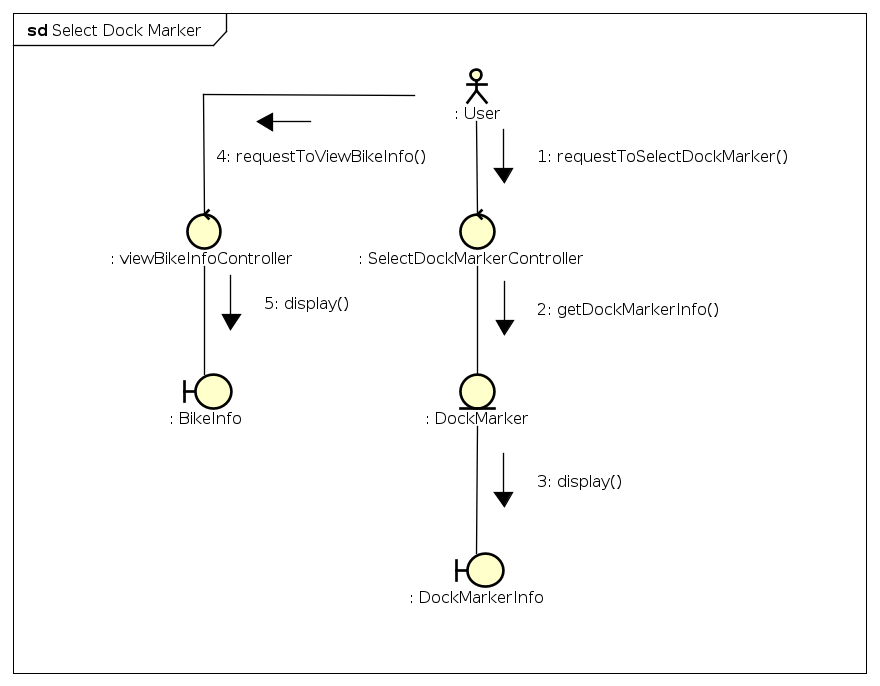 sd Select Dock Marker
: User
4: requestToViewBikeInfo()
1: requestToSelectDockMarker()
: viewBikeInfoController
: SelectDockMarkerController
5: display()
2: getDockMarkerInfo()
: BikeInfo
: DockMarker
3: display()
: DockMarkerInfo